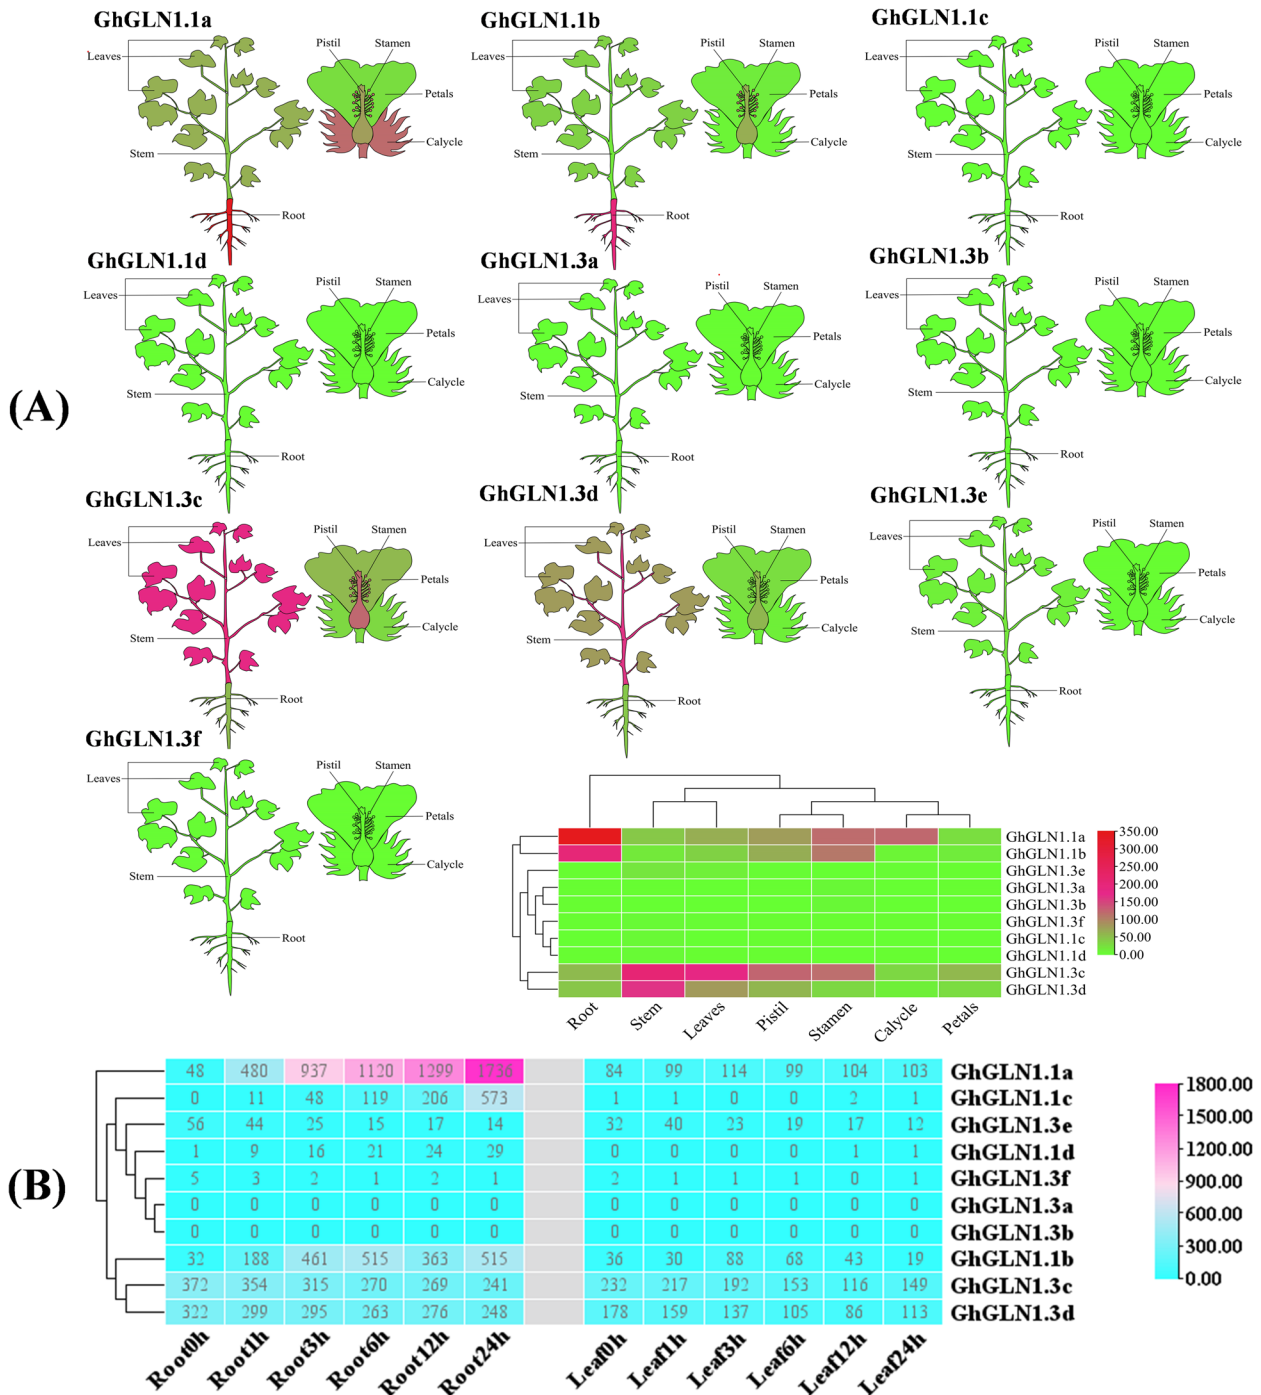 GhGLN1.1a GhGLN1.1b GhGLN1.1c
Leaves Pistil Stamen Petals Calycle Stem Root
Leaves Pistil Stamen Petals Calycle Stem Root
Leaves Pistil Stamen Petals Calycle Stem Root
GhGLN1.1d GhGLN1.3a GhGLN1.3b
Leaves Pistil Stamen Petals Calycle Stem Root
Leaves Pistil Stamen Petals Calycle Stem Root
Leaves Pistil Stamen Petals Calycle Stem Root
(A)
GhGLN1.3c GhGLN1.3d GhGLN1.3e
Leaves Pistil Stamen Petals Calycle Stem Root
Leaves Pistil Stamen Petals Calycle Stem Root
Leaves Pistil Stamen Petals Calycle Stem Root
GhGLN1.3f
Leaves Pistil Stamen Petals Calycle Stem Root
GhGLN1.1a
GhGLN1.1b
GhGLN1.3e
GhGLN1.3a
GhGLN1.3b
GhGLN1.3f
GhGLN1.1c
GhGLN1.1d
GhGLN1.3c
GhGLN1.3d
350.00
300.00
250.00
200.00
150.00
100.00
50.00
0.00
Root Stem Leaves Pistil Stamen Calycle Petals
(B)
48 480 937 1120 1299 1736 84 99 114 99 104 103 GhGLN1.1a
0 11 48 119 206 573 1 1 0 0 2 1 GhGLN1.1c
56 44 25 15 17 14 32 40 23 19 17 12 GhGLN1.3e
1 9 16 21 24 29 0 0 0 0 1 1 GhGLN1.1d
5 3 2 1 2 1 2 1 1 1 0 1 GhGLN1.3f
0 0 0 0 0 0 0 0 0 0 0 0 GhGLN1.3a
0 0 0 0 0 0 0 0 0 0 0 0 GhGLN1.3b
32 188 461 515 363 515 36 30 88 68 43 19 GhGLN1.1b
372 354 315 270 269 241 232 217 192 153 116 149 GhGLN1.3c
322 299 295 263 276 248 178 159 137 105 86 113 GhGLN1.3d
Root0h Root1h Root3h Root6h Root12h Root24h Leaf0h Leaf1h Leaf3h Leaf6h Leaf12h Leaf24h
1800.00
1500.00
1200.00
900.00
600.00
300.00
0.00